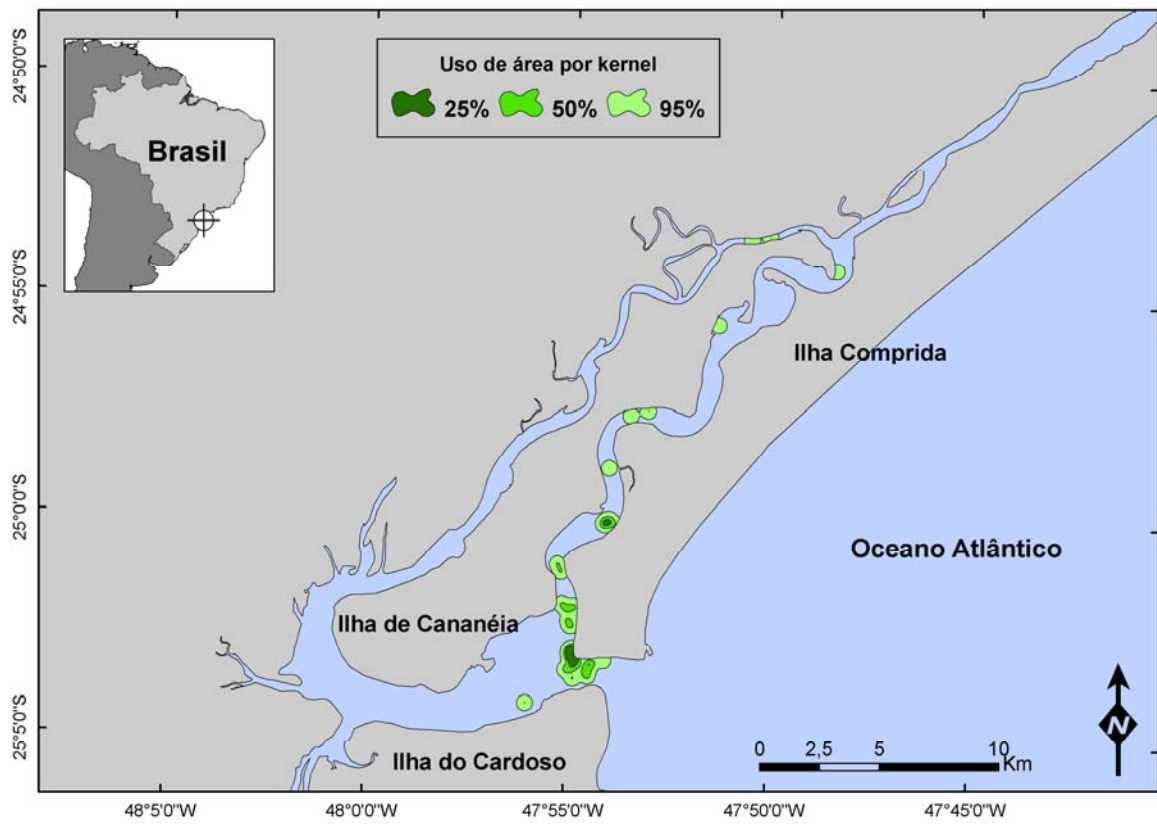 Uso de área por kernel
25% 50% 95%
Brasil
24°50'0"S
24°55'0"S
25°0'0"S
25°5'0"S
Ilha Comprida
Oceano Atlântico
Ilha de Cananéia
Ilha do Cardoso
N
0 2,5 5 10
Km
48°5'0"W 48°0'0"W 47°55'0"W 47°50'0"W 47°45'0"W